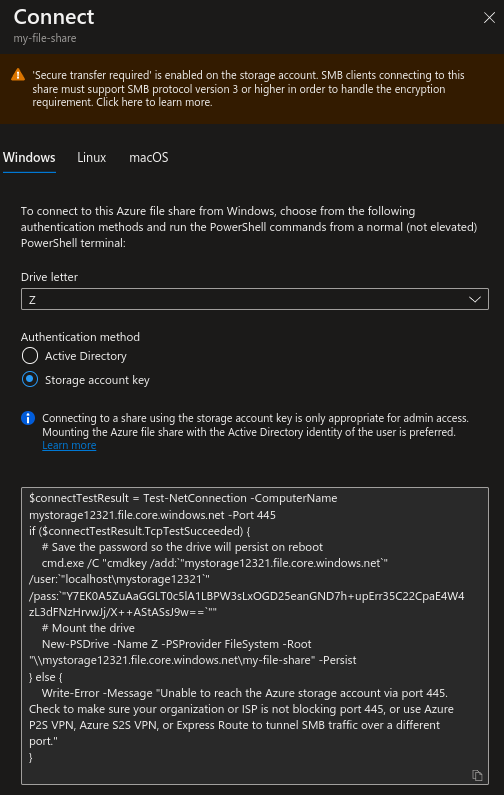 Connect
my-file-share
'Secure transfer required' is enabled on the storage account. SMB clients connecting to this
share must support SMB protocol version 3 or higher in order to handle the encryption
requirement. Click here to learn more.
Windows Linux macOS
To connect to this Azure file share from Windows, choose from the following
authentication methods and run the PowerShell commands from a normal (not elevated)
PowerShell terminal:
Drive letter
Z
Authentication method
Active Directory
Storage account key
Connecting to a share using the storage account key is only appropriate for admin access.
Mounting the Azure file share with the Active Directory identity of the user is preferred.
Learn more
$connectTestResult = Test-NetConnection -ComputerName
mystorage12321.file.core.windows.net -Port 445
if ($connectTestResult.TcpTestSucceeded) {
    # Save the password so the drive will persist on reboot
    cmd.exe /C "cmdkey /add:`"mystorage12321.file.core.windows.net`"
/user:`"localhost\mystorage12321`"
/pass:`"Y7EK0A5ZuAaGGLT0c5lA1LBPW3sLxOGD25eanGND7h+upErr35C22CpaE4W4
zL3dFNzHrvwJj/X++AStASsJ9w==`""
    # Mount the drive
    New-PSDrive -Name Z -PSProvider FileSystem -Root
"\\mystorage12321.file.core.windows.net\my-file-share" -Persist
} else {
    Write-Error -Message "Unable to reach the Azure storage account via port 445.
Check to make sure your organization or ISP is not blocking port 445, or use Azure
P2S VPN, Azure S2S VPN, or Express Route to tunnel SMB traffic over a different
port."
}